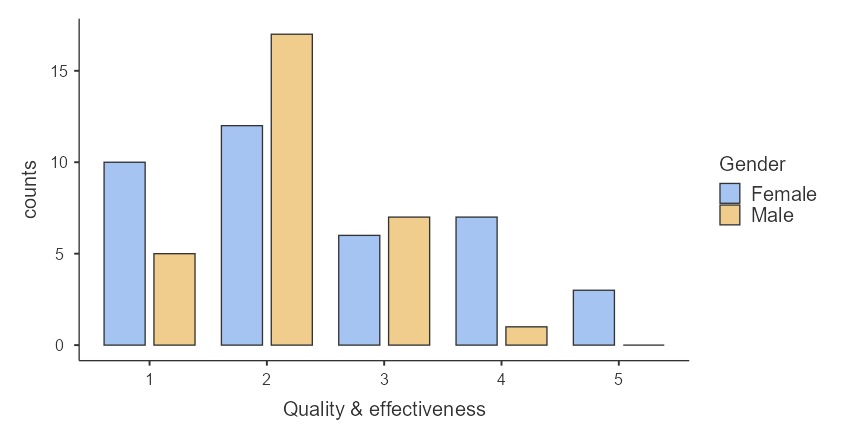 15
10
5
0
counts
1 2 3 4 5
Quality & effectiveness
Gender
Female
Male